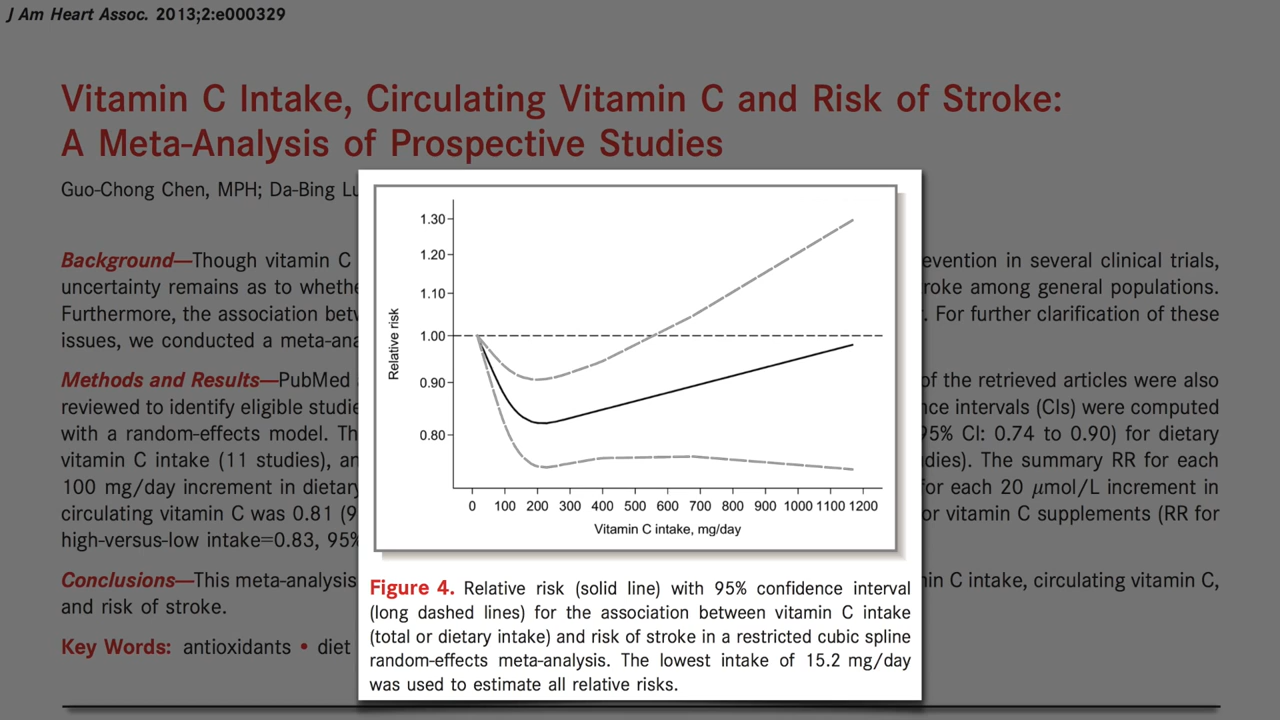 J Am Heart Assoc. 2013;2:e000329
Vitamin C Intake, Circulating Vitamin C and Risk of Stroke:
A Meta-Analysis of Prospective Studies
Guo-Chong Chen, MPH; Da-Bing
Background—Though vitamin C
evention in several clinical trials,
uncertainty remains as to
roke among general populations.
Furthermore, the association
. For further clarification of these
issues, we conducted a
Methods and Results—PubMed
of the retrieved articles were also
reviewed to identify eligible
nce intervals (CIs) were computed
with a random-effects model.
95% CI: 0.74 to 0.90) for dietary
vitamin C intake (11 studies),
dies). The summary RR for each
100 mg/day increment in dietary
for each 20 μmol/L increment in
circulating vitamin C was 0.81
or vitamin C supplements (RR for
high-versus-low intake=0.83, 95%
Conclusions—This meta-analysis
in C intake, circulating vitamin C,
and risk of stroke.
Key Words: antioxidants • diet
1.30
1.20
1.10
1.00
0.90
0.80
Relative risk
0 100 200 300 400 500 600 700 800 900 1000 1100 1200
Vitamin C intake, mg/day
Figure 4. Relative risk (solid line) with 95% confidence interval
(long dashed lines) for the association between vitamin C intake
(total or dietary intake) and risk of stroke in a restricted cubic spline
random-effects meta-analysis. The lowest intake of 15.2 mg/day
was used to estimate all relative risks.